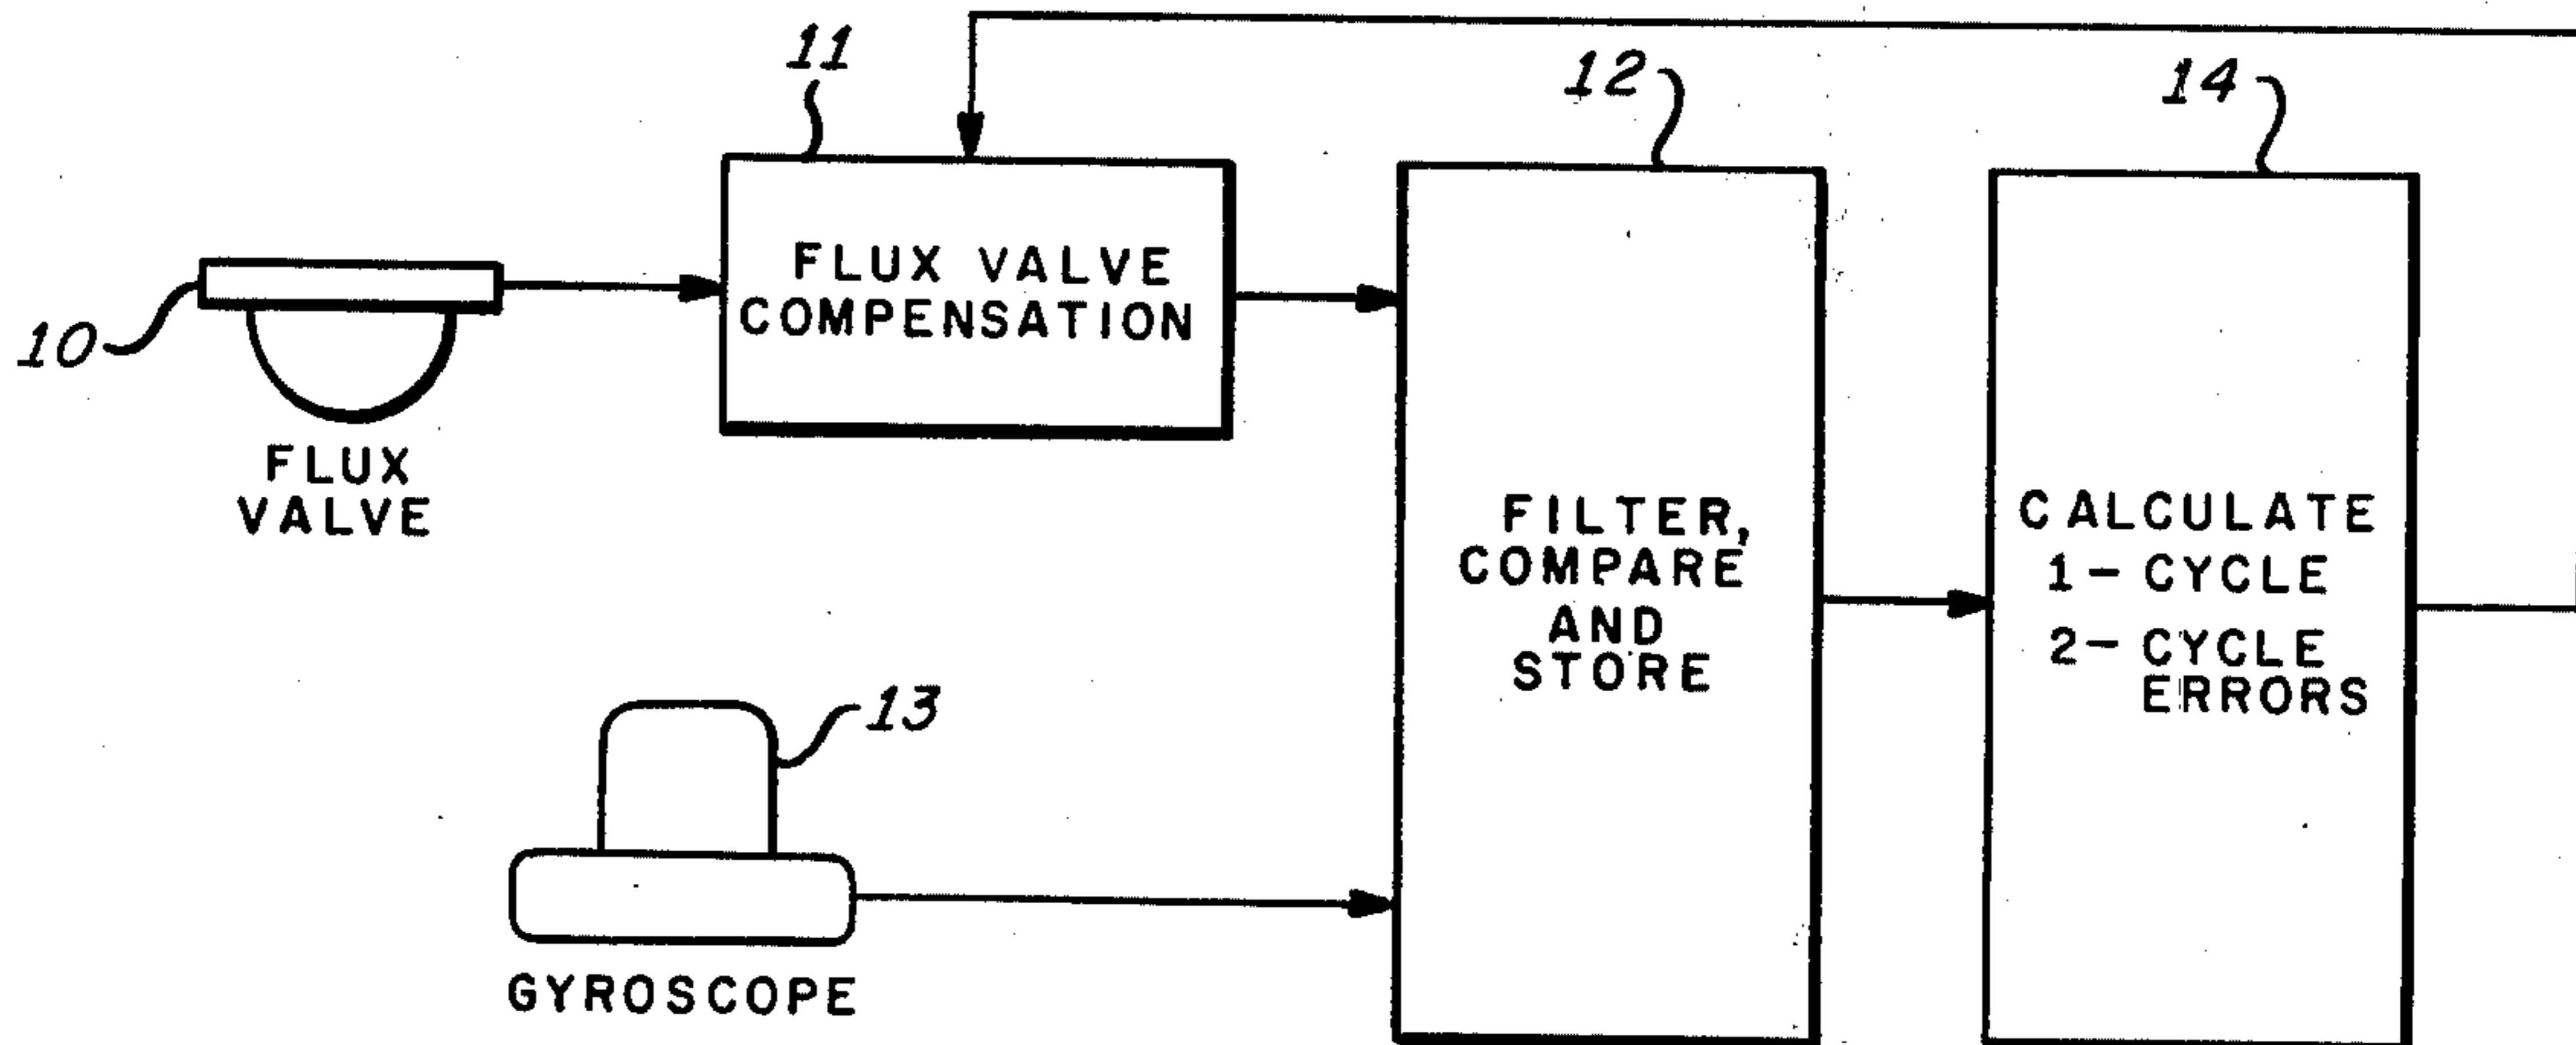 11
12
14
10
FLUX VALVE
COMPENSATION
FLUX
VALVE
FILTER,
COMPARE
AND
STORE
CALCULATE
1- CYCLE
2- CYCLE
ERRORS
13
GYROSCOPE